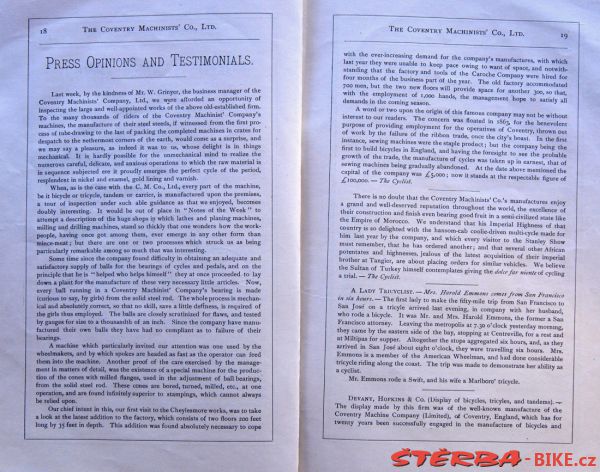 18
THE COVENTRY MACHINISTS' CO., LTD.
PRESS OPINIONS AND TESTIMONIALS.
Last week, by the kindness of Mr. W. Grinyer, the business manager of the
Coventry Machinists' Company, Ltd., we were afforded an opportunity of
inspecting the large and well-appointed works of the above old-established firm.
To the many thousands of riders of the Coventry Machinists' Company's
machines, the manufacture of their steel steeds, if witnessed from the first pro-
cess of tube-drawing to the last of packing the completed machines in crates for
despatch to the nethermost corners of the earth, would come as a surprise, and
we may say a pleasure, as indeed it was to us, whose delight is in things
mechanical. It is hardly possible for the unmechanical mind to realize the
numerous careful, delicate, and anxious operations to which the raw material is
in sequence subjected ere it proudly emerges the perfect cycle of the period,
resplendent in nickel and enamel, gold lining and varnish.
When, as is the case with the C. M. Co., Ltd., every part of the machine,
be it bicycle or tricycle, tandem or carrier, is manufactured upon the premises,
a tour of inspection under such able guidance as that we enjoyed, becomes
doubly interesting. It would be out of place in "Notes of the Week" to
attempt a description of the huge shops in which lathes and planing machines,
milling and drilling machines, stand so thickly that one wonders how the work-
people, having once got among them, ever emerge in any other form than
mince-meat; but there are one or two processes which struck us as being
particularly remarkable among so much that was interesting.
Some time since the company found difficulty in obtaining an adequate and
satisfactory supply of balls for the bearings of cycles and pedals, and on the
principle that he is "helped who helps himself" they at once proceeded to lay
down a plant for the manufacture of these very necessary little articles. Now,
every ball running in a Coventry Machinists' Company's bearing is made
(curious to say, by girls) from the solid steel rod. The whole process is mechani-
cal and absolutely correct, so that no skill, save a little deftness, is required of
the girls thus employed. The balls are closely scrutinized for flaws, and tested
by gauges for size to a thousandth of an inch. Since the company have manu-
factured their own balls they have had no complaint as to failure of their
bearings.
A machine which particularly invited our attention was one used by the
wheelmakers, and by which spokes are headed as fast as the operator can feed
them into the machine. Another proof of the care exercised by the manage-
ment in matters of detail, was the existence of a special machine for the produc-
tion of the cones with milled flanges, used in the adjustment of ball bearings,
from the solid steel rod. These cones are bored, turned, milled, etc., at one
operation, and are found infinitely superior to stampings, which cannot always
be relied upon.
Our chief intent in this, our first visit to the Cheylesmore works, was to take
a look at the latest addition to the factory, which consists of two floors 200 feet
long by 35 feet in depth. This addition was found absolutely necessary to cope
THE COVENTRY MACHINISTS' CO., LTD.
19
with the ever-increasing demand for the company's manufactures, with which
last year they were unable to keep pace owing to want of space, and notwith-
standing that the factory and tools of the Caroche Company were hired for
four months of the business part of the year. The old factory accommodated
700 men, but the two new floors will provide space for another 300, so that,
with the employment of 1,000 hands, the management hope to satisfy all
demands in the coming season.
A word or two upon the origin of this famous company may not be without
interest to our readers. The concern was floated in 1863, for the benevolent
purpose of providing employment for the operatives of Coventry, thrown out
of work by the failure of the ribbon trade, once the city's boast. In the first
instance, sewing machines were the staple product; but the company being the
first to build bicycles in England, and having the foresight to see the probable
growth of the trade, the manufacture of cycles was taken up in earnest, that of
sewing machines being gradually abandoned. At the date above mentioned the
capital of the company was £5,000; now it stands at the respectable figure of
£100,000.—The Cyclist.
There is no doubt that the Coventry Machinists' Co.'s manufactures enjoy
a grand and well-deserved reputation throughout the world, the excellence of
their construction and finish even bearing good fruit in a semi-civilized state like
the Empire of Morocco. We understand that his Imperial Highness of that
country is so delighted with the hansom-cab coolie-driven multi-cycle made for
him last year by the company, and which every visitor to the Stanley Show
must remember, that he has ordered another; and that several other African
potentates and highnesses, jealous of the latest acquisition of their imperial
brother at Tangier, are about placing orders for similar vehicles. We believe
the Sultan of Turkey himself contemplates giving the dolce far niente of cycling
a trial.—The Cyclist.
A LADY TRICYCLIST.—Mrs. Harold Emmons comes from San Francisco
in six hours.—The first lady to make the fifty-mile trip from San Francisco to
San José on a tricycle arrived last evening, in company with her husband,
who rode a bicycle. It was Mr. and Mrs. Harold Emmons, the former a San
Francisco attorney. Leaving the metropolis at 7.30 o'clock yesterday morning,
they came by the eastern side of the bay, stopping at Centreville, for a rest and
at Milpitas for supper. Altogether the stops aggregated six hours, and, as they
arrived in San José about eight o'clock, they were travelling six hours. Mrs.
Emmons is a member of the American Wheelman, and had done considerable
tricycle riding along the coast. The trip was made to demonstrate her ability as
a cyclist.
Mr. Emmons rode a Swift, and his wife a Marlboro' tricycle.
DEVANT, HOPKINS & Co. (Display of bicycles, tricycles, and tandems).—
The display made by this firm was of the well-known manufacture of the
Coventry Machine Company (Limited), of Coventry, England, which has for
twenty years been successfully engaged in the manufacture of bicycles and
ŠTĚRBA-BIKE.cz